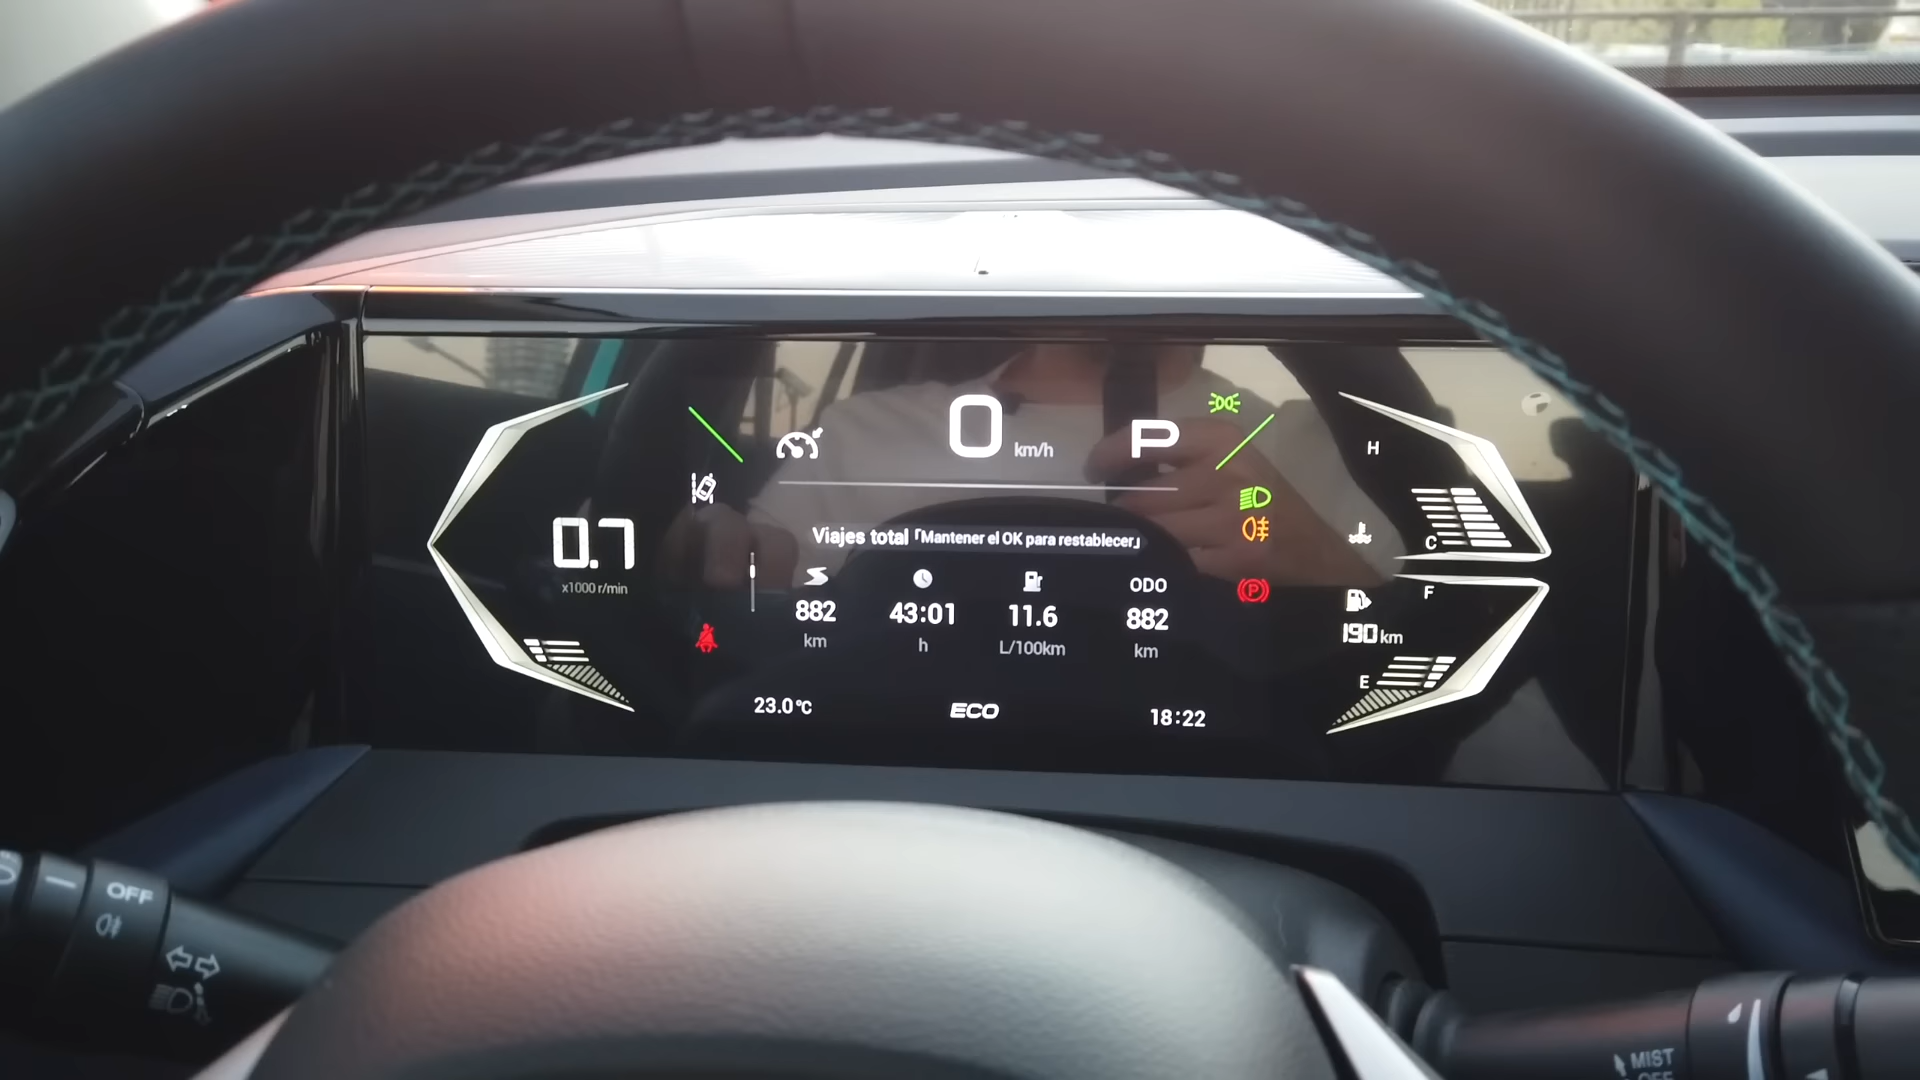 0 km/h
P
H
0.7
x1000 r/min
C
Viajes total「Mantener el OK para restablecer」
F
ODO
882
43:01
11.6
882
190 km
km
h
L/100km
km
E
23.0℃
ECO
18:22
OFF
MIST
OFF